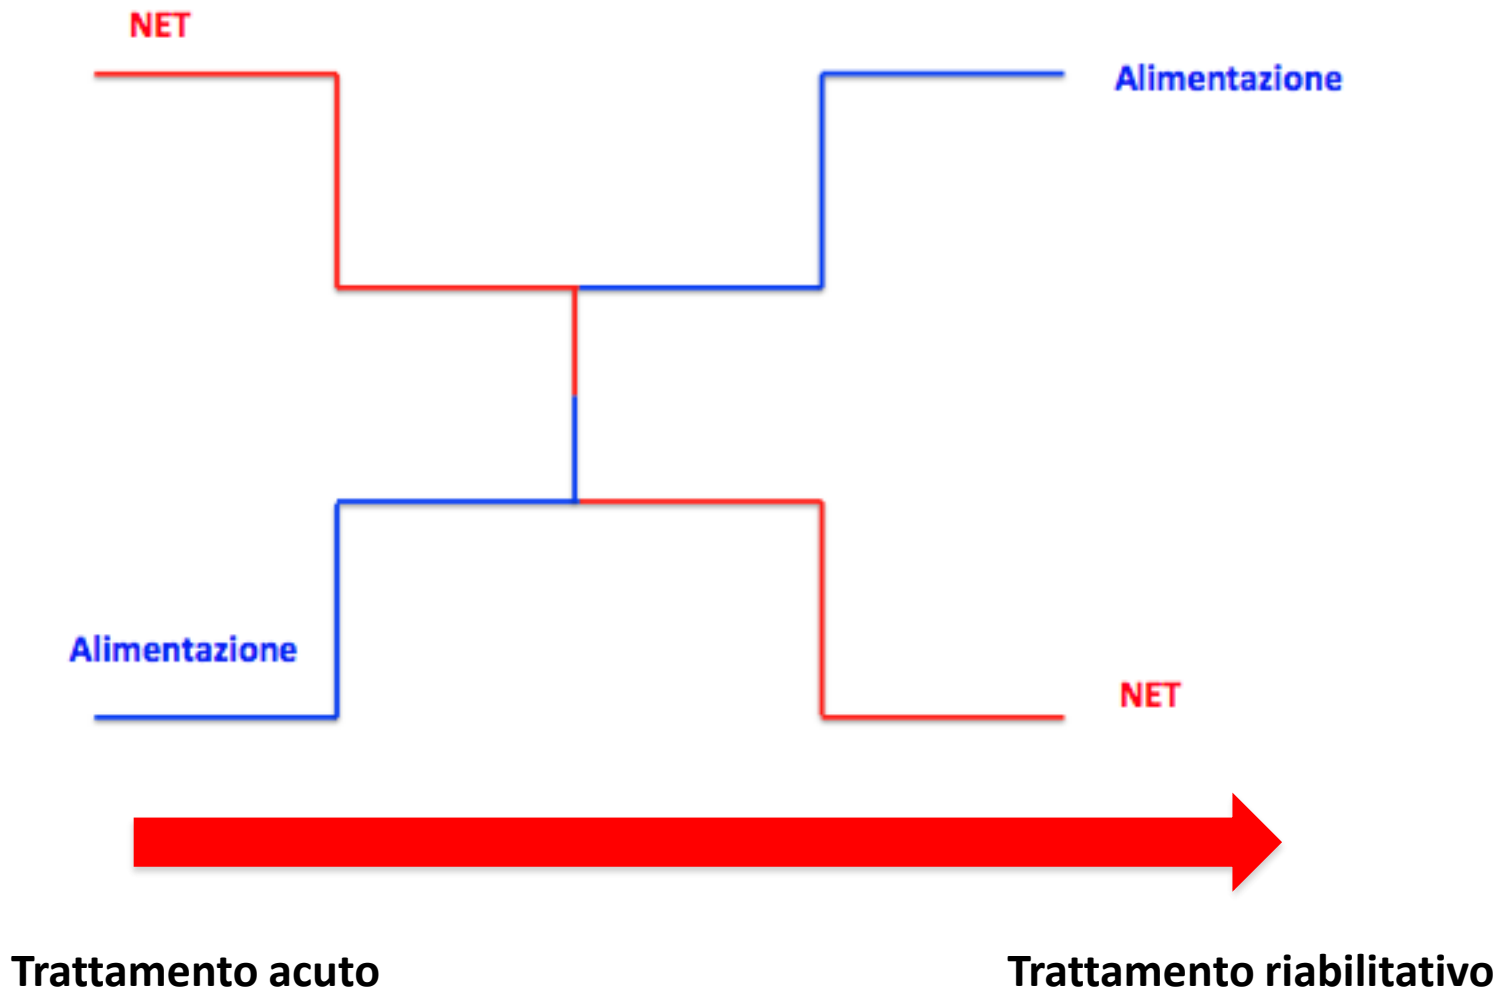 NET
Alimentazione
Alimentazione
NET
Trattamento acuto
Trattamento riabilitativo